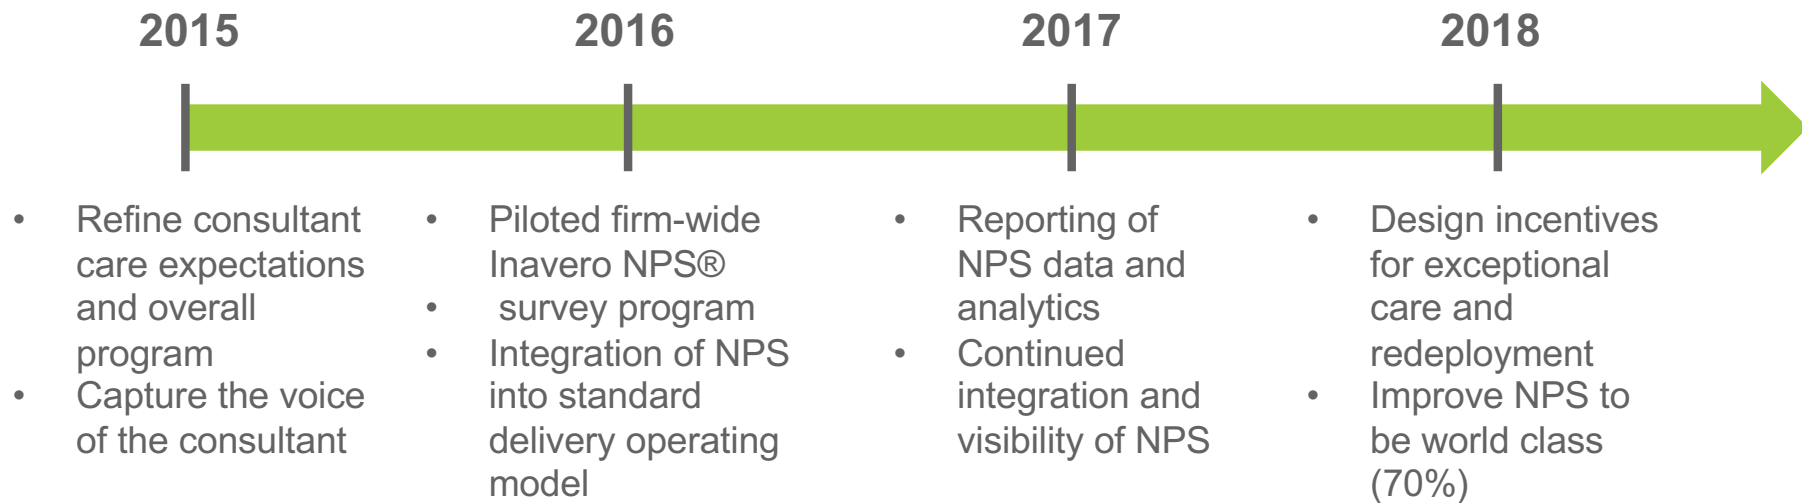 2015
2016
2017
2018
• Refine consultant
care expectations
and overall
program
• Capture the voice
of the consultant
• Piloted firm-wide
Inavero NPS®
• survey program
• Integration of NPS
into standard
delivery operating
model
• Reporting of
NPS data and
analytics
• Continued
integration and
visibility of NPS
• Design incentives
for exceptional
care and
redeployment
• Improve NPS to
be world class
(70%)